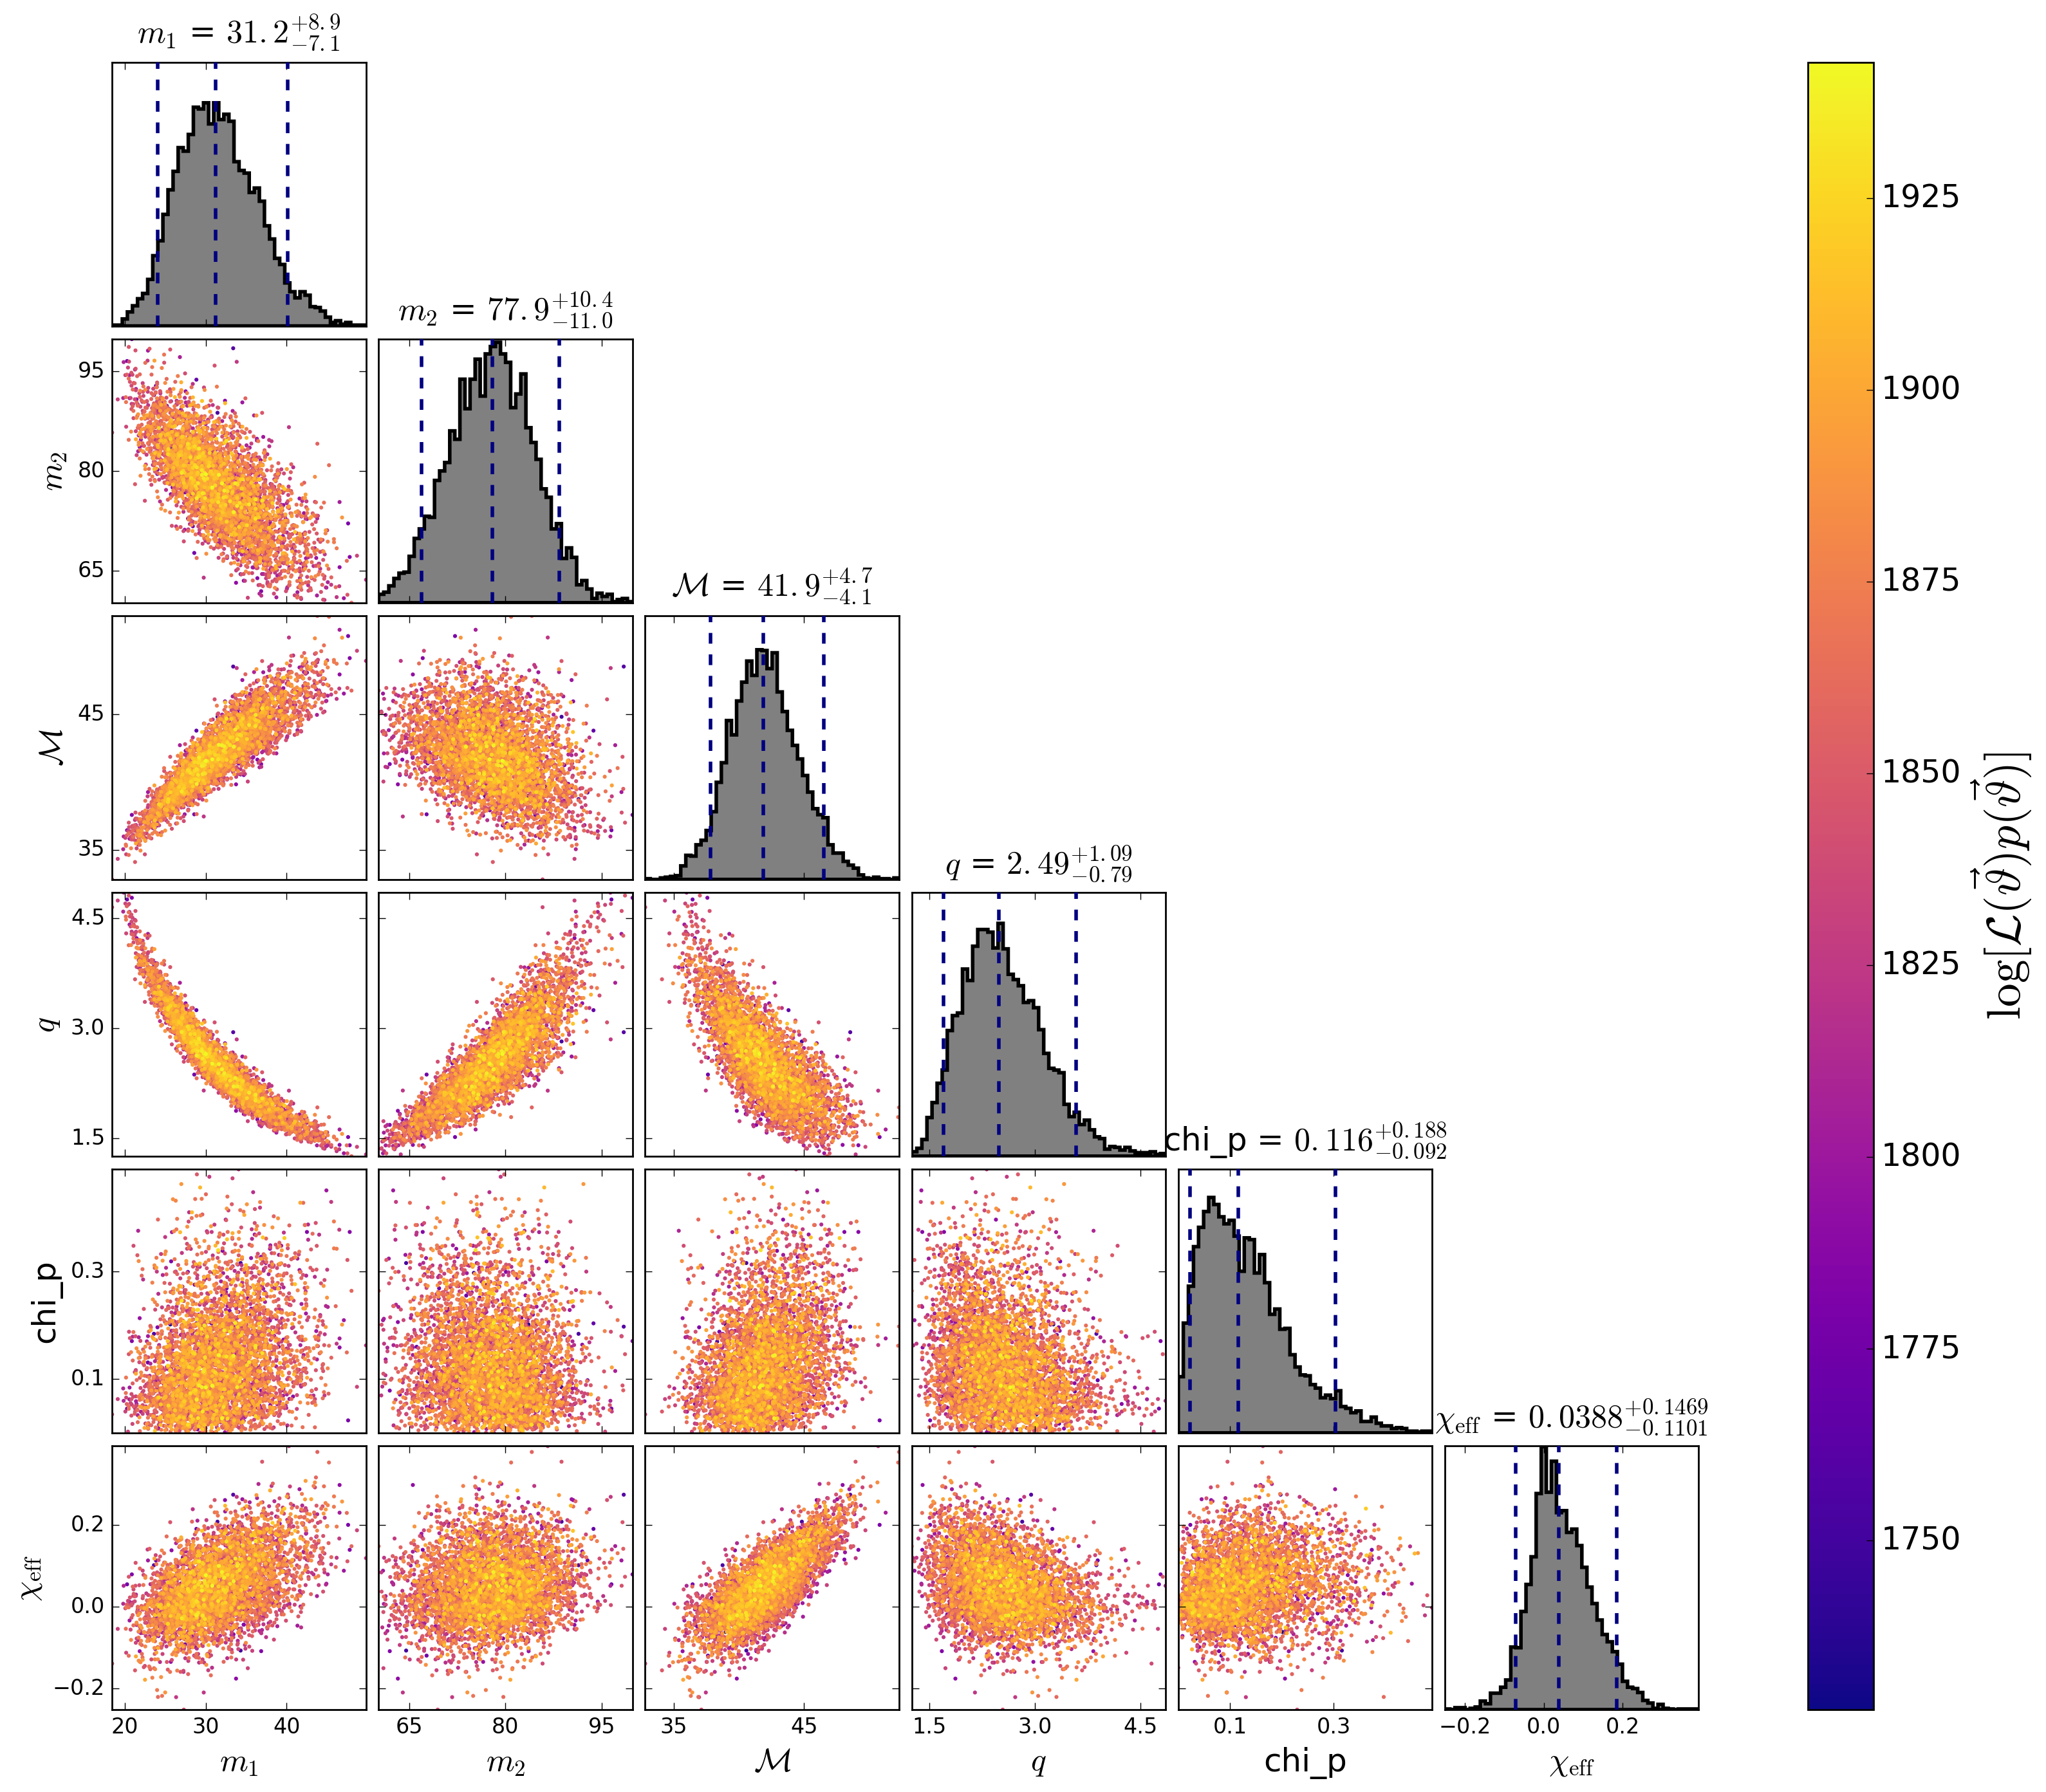 m₁ = 31.2⁺⁸·⁹₋₇.₁
m₂ = 77.9⁺¹⁰·⁴₋₁₁.₀
ℳ = 41.9⁺⁴·⁷₋₄.₁
q = 2.49⁺¹·⁰⁹₋₀.₇₉
chi_p = 0.116⁺⁰·¹⁸⁸₋₀.₀₉₂
χ_eff = 0.0388⁺⁰·¹⁴⁶⁹₋₀.₁₁₀₁
m₂
95
80
65
ℳ
45
35
q
4.5
3.0
1.5
chi_p
0.3
0.1
χ_eff
0.2
0.0
−0.2
20 30 40
65 80 95
35 45
1.5 3.0 4.5
0.1 0.3
−0.2 0.0 0.2
m₁
m₂
ℳ
q
chi_p
χ_eff
1925
1900
1875
1850
1825
1800
1775
1750
log[ℒ(ϑ⃗)p(ϑ⃗)]